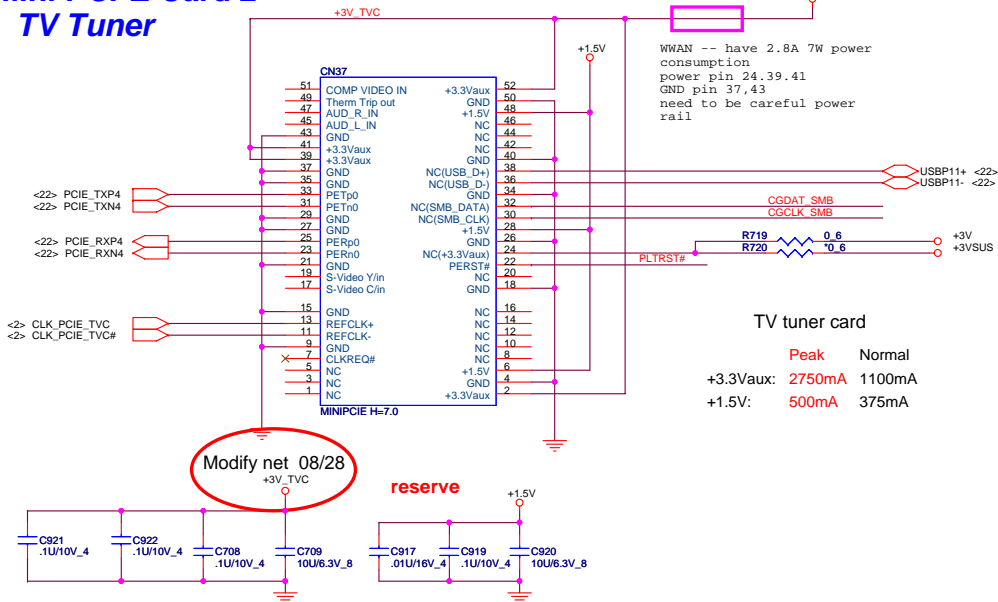 TV Tuner
+3V_TVC
+1.5V
WWAN -- have 2.8A 7W power
consumption
power pin 24.39.41
GND pin 37,43
need to be careful power
rail
CN37
51 COMP VIDEO IN +3.3Vaux 52
49 Therm Trip out GND 50
47 AUD_R_IN +1.5V 48
45 AUD_L_IN NC 46
43 GND NC 44
41 +3.3Vaux NC 42
39 +3.3Vaux GND 40
37 GND NC(USB_D+) 38 USBP11+ <22>
35 GND NC(USB_D-) 36 USBP11- <22>
<22> PCIE_TXP4 33 PETp0 GND 34
<22> PCIE_TXN4 31 PETn0 NC(SMB_DATA) 32 CGDAT_SMB
29 GND NC(SMB_CLK) 30 CGCLK_SMB
27 GND +1.5V 28
<22> PCIE_RXP4 25 PERp0 GND 26 R719 0_6 +3V
<22> PCIE_RXN4 23 PERn0 NC(+3.3Vaux) 24 R720 *0_6 +3VSUS
21 GND PERST# 22 PLTRST#
19 S-Video Y/in NC 20
17 S-Video C/in GND 18
15 GND NC 16
<2> CLK_PCIE_TVC 13 REFCLK+ NC 14
<2> CLK_PCIE_TVC# 11 REFCLK- NC 12
9 GND NC 10
7 CLKREQ# NC 8
5 NC +1.5V 6
3 NC GND 4
1 NC +3.3Vaux 2
MINIPCIE H=7.0
TV tuner card
Peak Normal
+3.3Vaux: 2750mA 1100mA
+1.5V: 500mA 375mA
Modify net 08/28
+3V_TVC
reserve
+1.5V
C921
.1U/10V_4
C922
.1U/10V_4
C708
.1U/10V_4
C709
10U/6.3V_8
C917
.01U/16V_4
C919
.1U/10V_4
C920
10U/6.3V_8